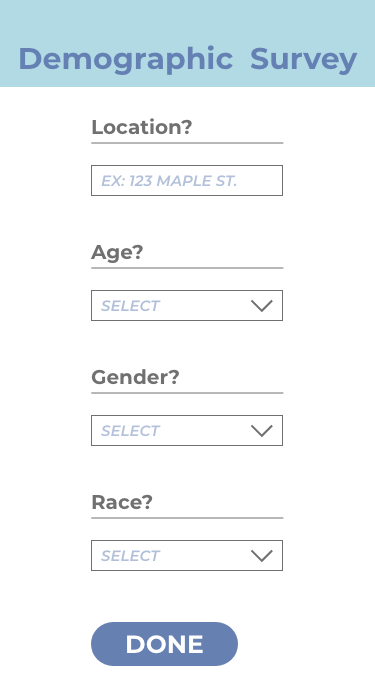 Demographic Survey
Location?
EX: 123 MAPLE ST.
Age?
SELECT
Gender?
SELECT
Race?
SELECT
DONE